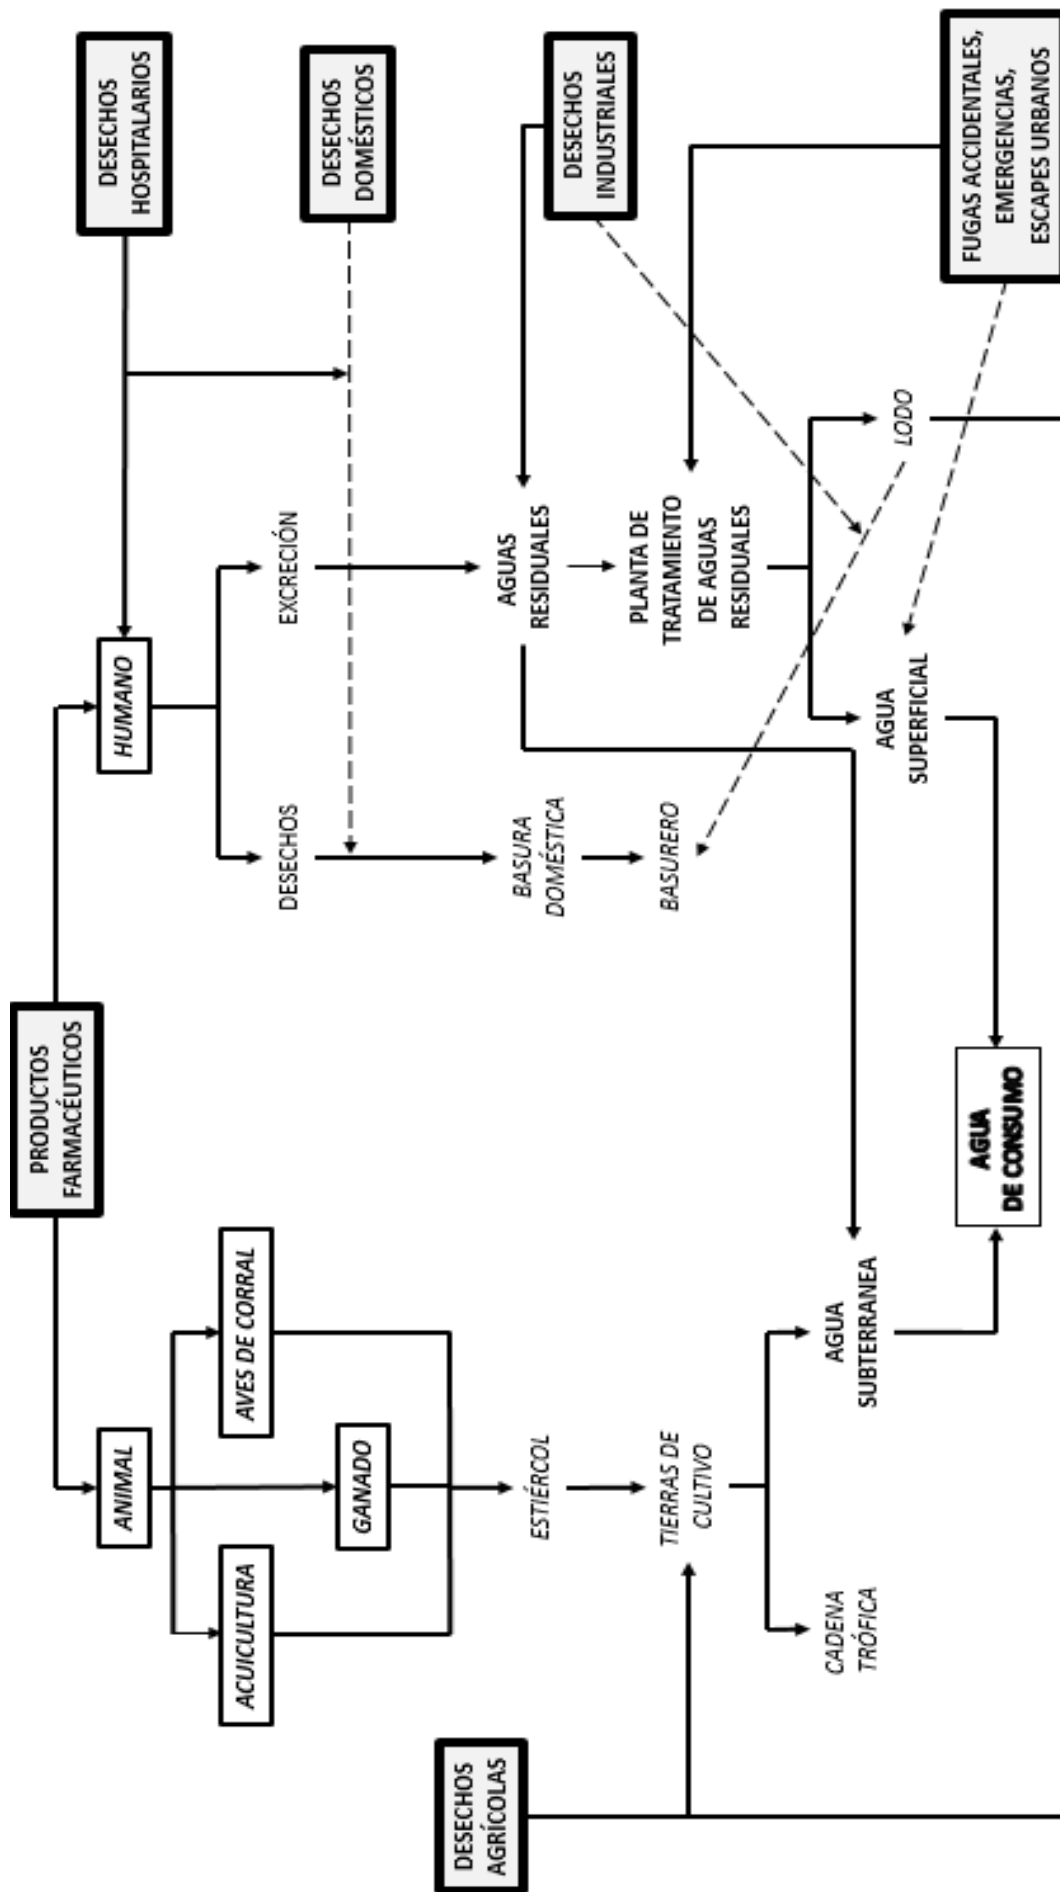 PRODUCTOS
FARMACÉUTICOS
DESECHOS
HOSPITALARIOS
ANIMAL
HUMANO
ACUICULTURA
AVES DE CORRAL
DESECHOS
EXCRECIÓN
DESECHOS
DOMÉSTICOS
GANADO
DESECHOS
AGRÍCOLAS
ESTIÉRCOL
BASURA
DOMÉSTICA
AGUAS
RESIDUALES
DESECHOS
INDUSTRIALES
TIERRAS DE
CULTIVO
BASURERO
PLANTA DE
TRATAMIENTO
DE AGUAS
RESIDUALES
CADENA
TRÓFICA
AGUA
SUBTERRANEA
AGUA
SUPERFICIAL
LODO
AGUA
DE CONSUMO
FUGAS ACCIDENTALES,
EMERGENCIAS,
ESCAPES URBANOS